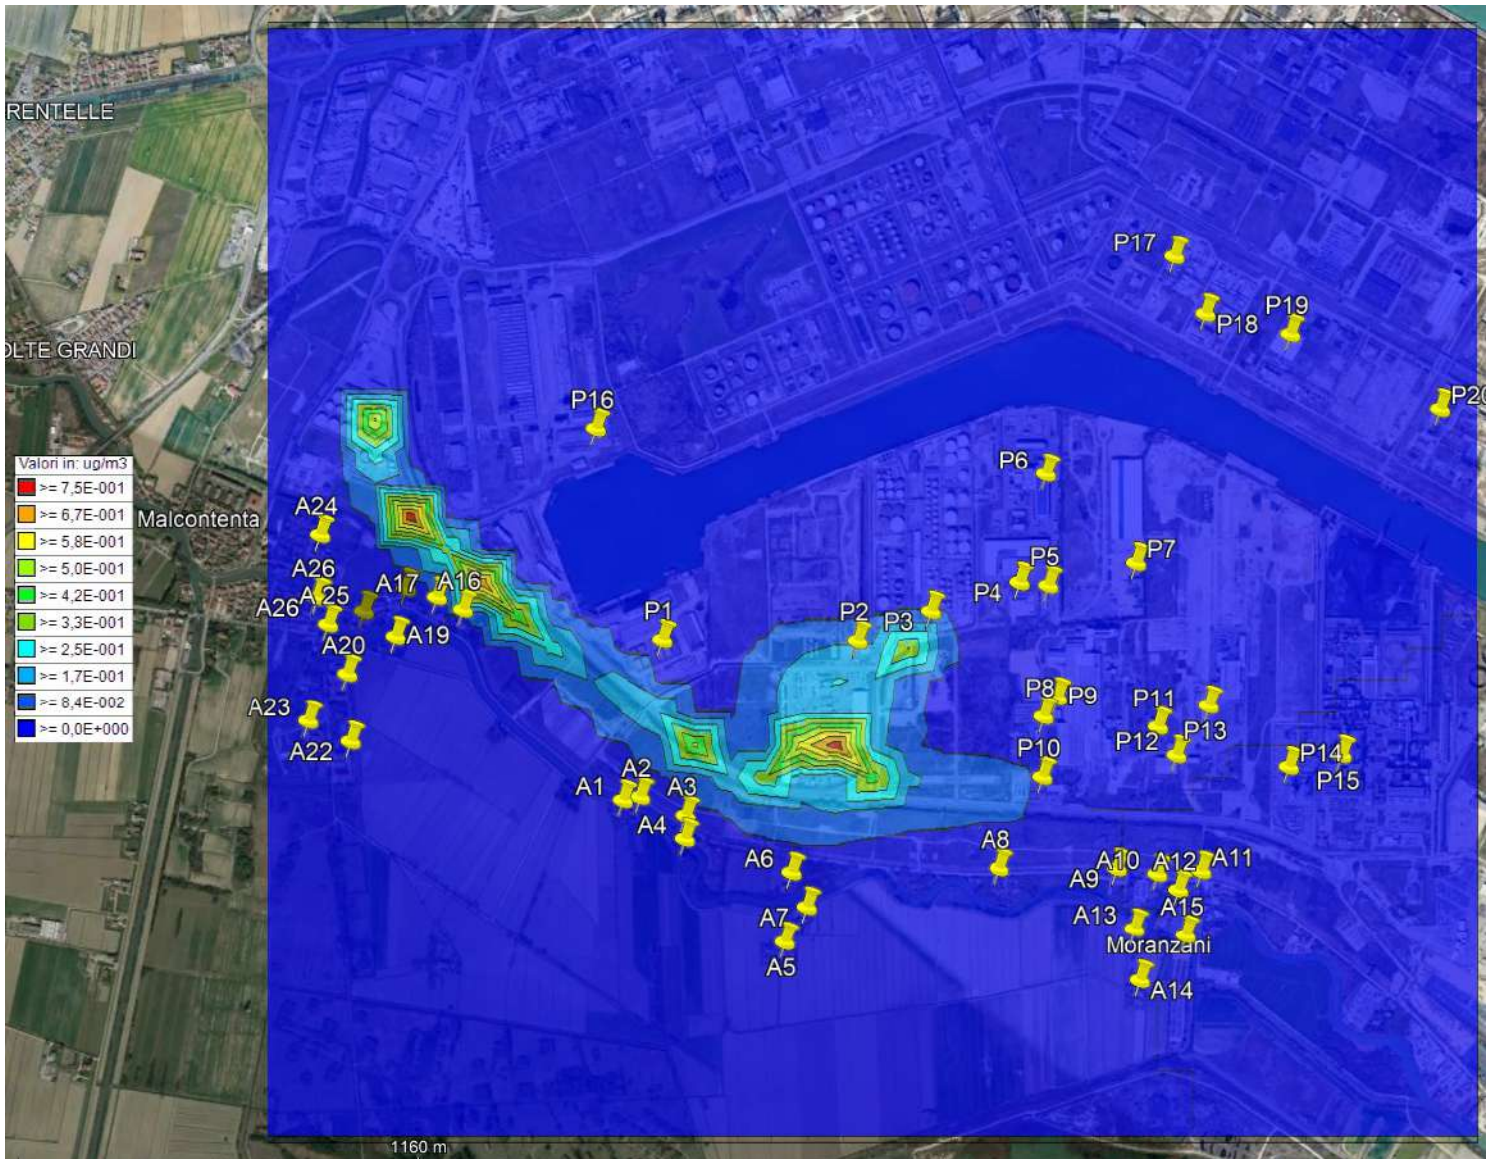 RENTELLE
P17
P18
P19
P20
OLTE GRANDI
P16
Valori in: ug/m3
>= 7,5E-001
>= 6,7E-001
>= 5,8E-001
>= 5,0E-001
>= 4,2E-001
>= 3,3E-001
>= 2,5E-001
>= 1,7E-001
>= 8,4E-002
>= 0,0E+000
P6
A24
Malcontenta
P7
P5
P4
A26
A17
A16
A25
A26
P1
P2
P3
A19
A20
P8
P9
A23
P11
A22
P12
P13
P10
P14
P15
A2
A1
A3
A4
A8
A6
A10
A12
A11
A9
A7
A13
A15
Moranzani
A5
A14
1160 m